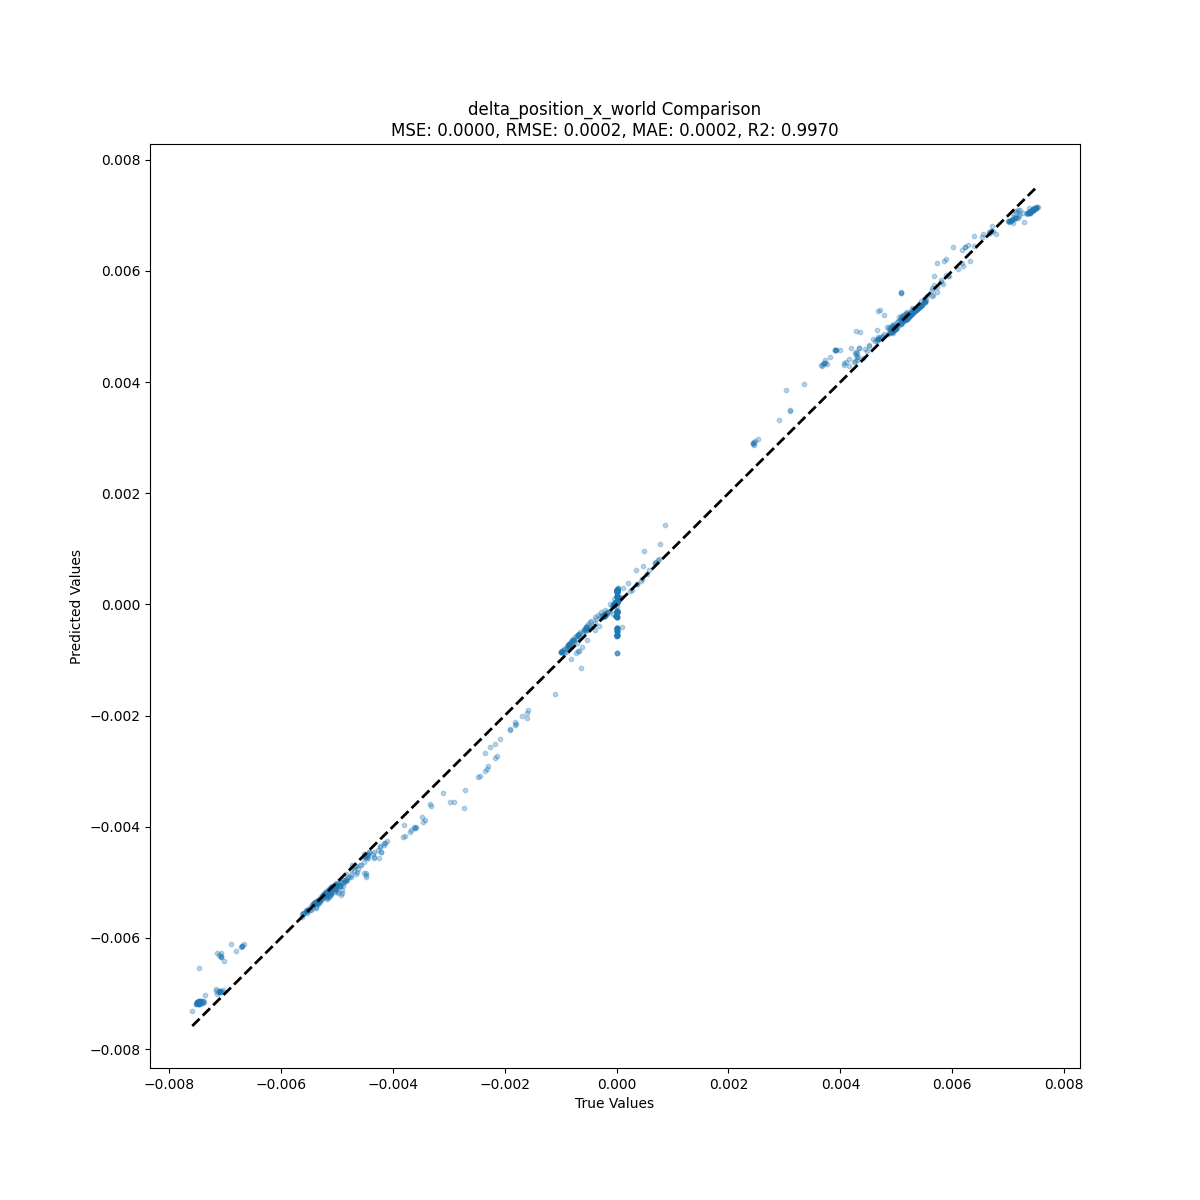 delta_position_x_world Comparison
MSE: 0.0000, RMSE: 0.0002, MAE: 0.0002, R2: 0.9970
0.008
0.006
0.004
0.002
0.000
−0.002
−0.004
−0.006
−0.008
Predicted Values
−0.008 −0.006 −0.004 −0.002 0.000 0.002 0.004 0.006 0.008
True Values